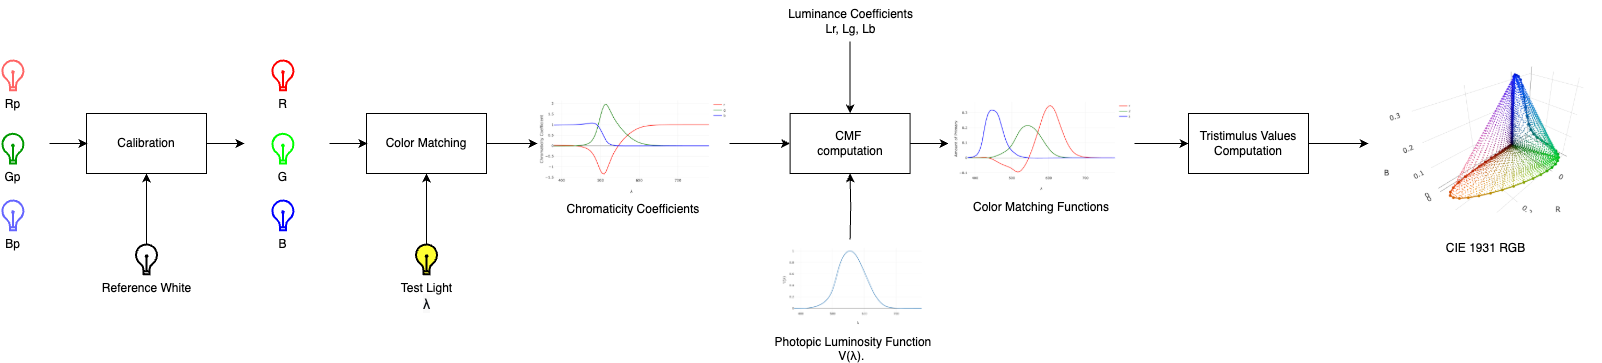 Luminance Coefficients
Lr, Lg, Lb
Rp
R
Gp
G
Bp
B
Calibration
Color Matching
CMF
computation
Tristimulus Values
Computation
Reference White
Test Light
λ
Chromaticity Coefficients
Color Matching Functions
Photopic Luminosity Function
V(λ).
0.3
0.2
0.1
B
0
0
R
CIE 1931 RGB